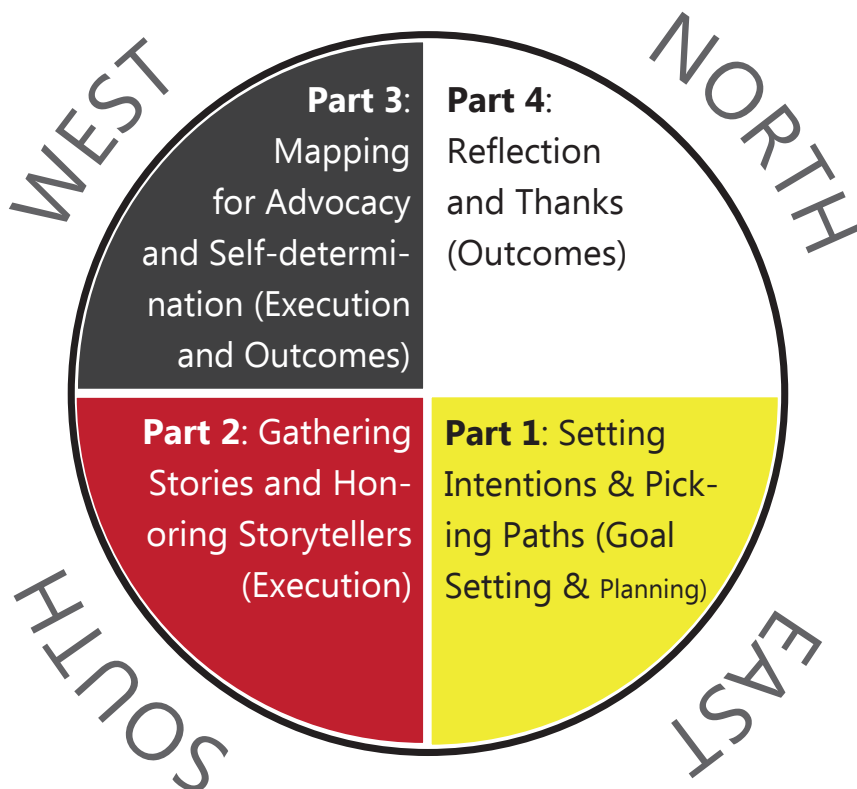 WEST
NORTH
Part 3:
Mapping
for Advocacy
and Self-determi-
nation (Execution
and Outcomes)
Part 4:
Reflection
and Thanks
(Outcomes)
Part 2: Gathering
Stories and Hon-
oring Storytellers
(Execution)
Part 1: Setting
Intentions & Pick-
ing Paths (Goal
Setting & Planning)
SOUTH
EAST